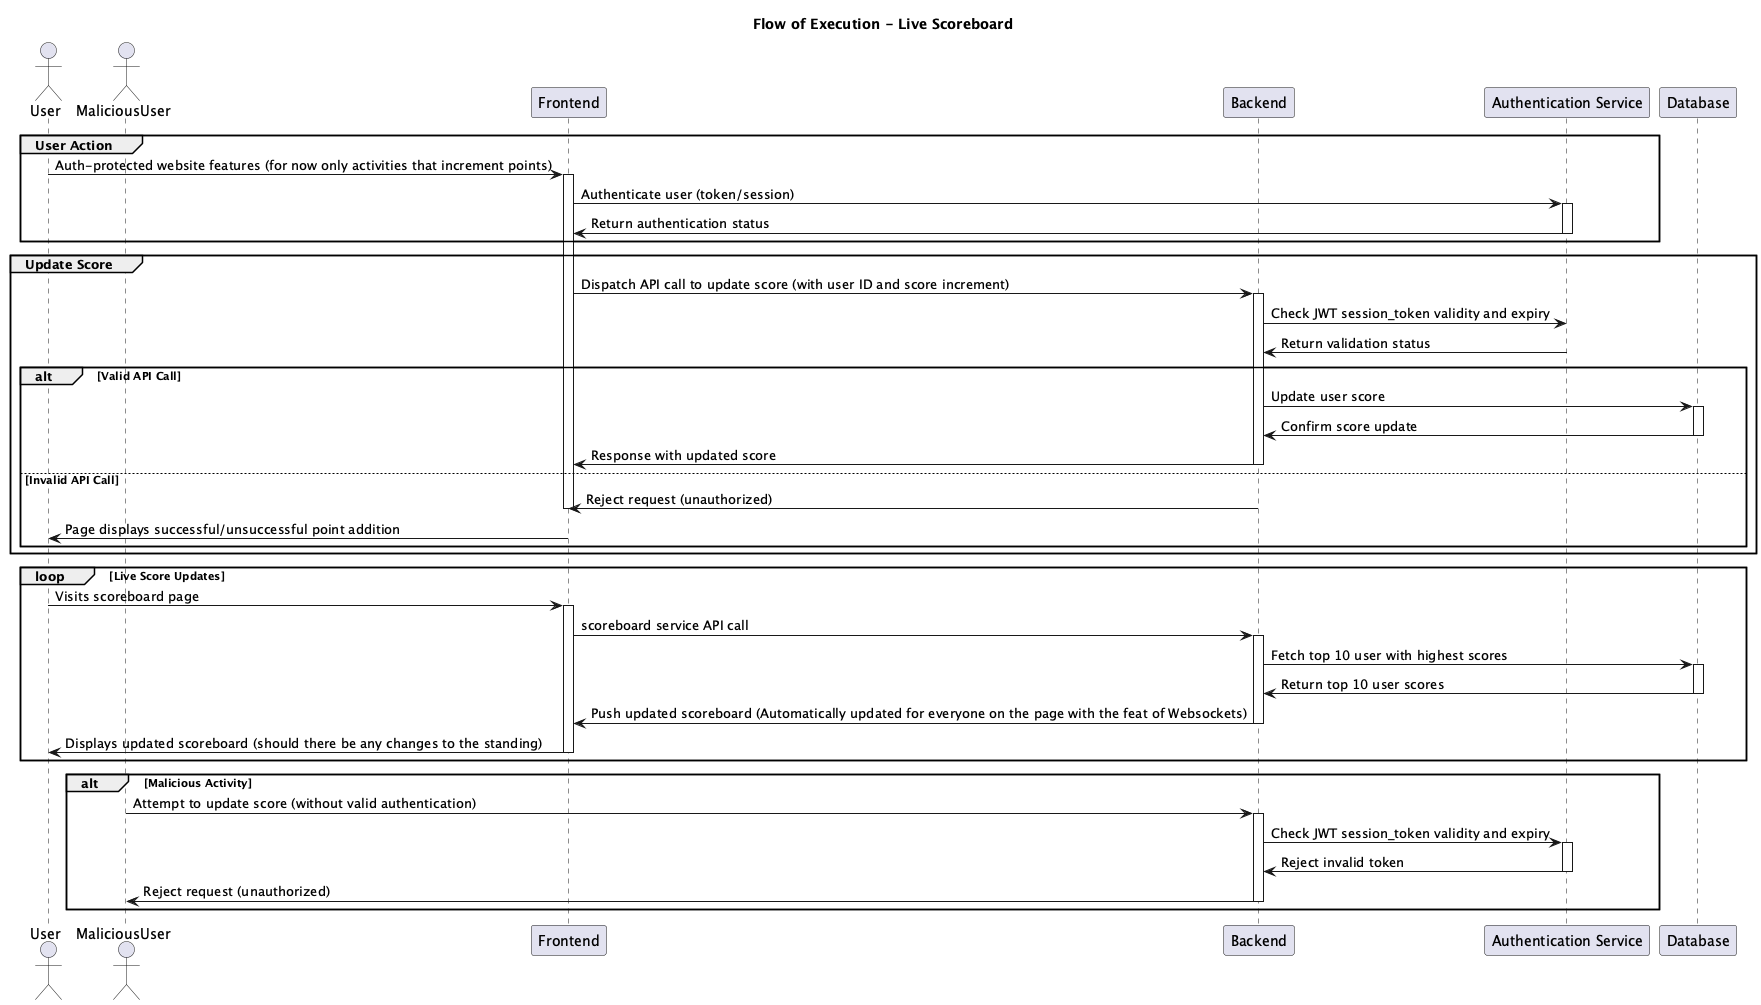 Flow of Execution - Live Scoreboard
User
MaliciousUser
Frontend
Backend
Authentication Service
Database
User Action
Auth-protected website features (for now only activities that increment points)
Authenticate user (token/session)
Return authentication status
Update Score
Dispatch API call to update score (with user ID and score increment)
Check JWT session_token validity and expiry
Return validation status
alt
[Valid API Call]
Update user score
Confirm score update
Response with updated score
[Invalid API Call]
Reject request (unauthorized)
Page displays successful/unsuccessful point addition
loop
[Live Score Updates]
Visits scoreboard page
scoreboard service API call
Fetch top 10 user with highest scores
Return top 10 user scores
Push updated scoreboard (Automatically updated for everyone on the page with the feat of Websockets)
Displays updated scoreboard (should there be any changes to the standing)
alt
[Malicious Activity]
Attempt to update score (without valid authentication)
Check JWT session_token validity and expiry
Reject invalid token
Reject request (unauthorized)
User
MaliciousUser
Frontend
Backend
Authentication Service
Database